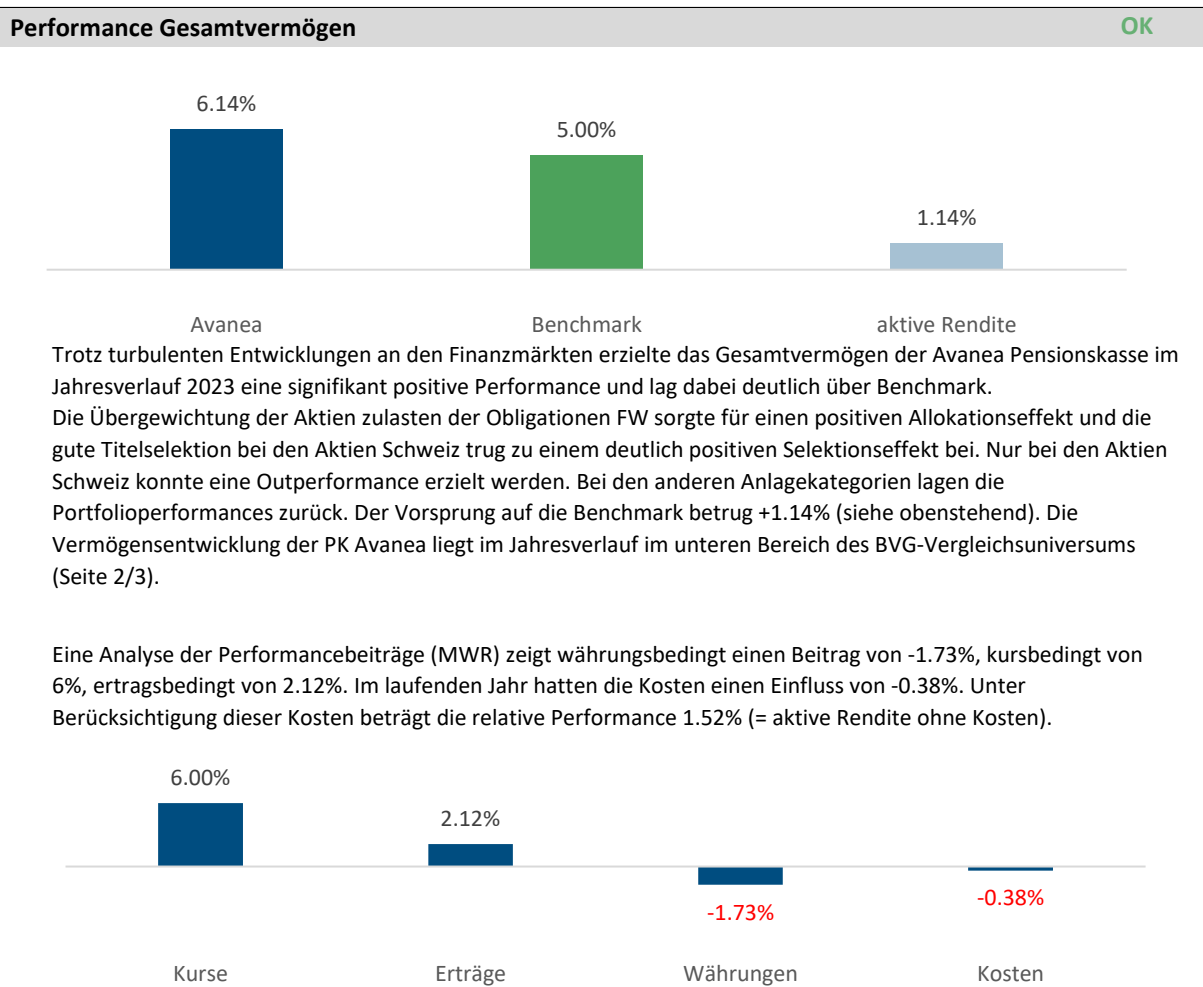 Performance Gesamtvermögen OK
6.14%
5.00%
1.14%
Avanea Benchmark aktive Rendite
Trotz turbulenten Entwicklungen an den Finanzmärkten erzielte das Gesamtvermögen der Avanea Pensionskasse im
Jahresverlauf 2023 eine signifikant positive Performance und lag dabei deutlich über Benchmark.
Die Übergewichtung der Aktien zulasten der Obligationen FW sorgte für einen positiven Allokationseffekt und die
gute Titelselektion bei den Aktien Schweiz trug zu einem deutlich positiven Selektionseffekt bei. Nur bei den Aktien
Schweiz konnte eine Outperformance erzielt werden. Bei den anderen Anlagekategorien lagen die
Portfolioperformances zurück. Der Vorsprung auf die Benchmark betrug +1.14% (siehe obenstehend). Die
Vermögensentwicklung der PK Avanea liegt im Jahresverlauf im unteren Bereich des BVG-Vergleichsuniversums
(Seite 2/3).
Eine Analyse der Performancebeiträge (MWR) zeigt währungsbedingt einen Beitrag von -1.73%, kursbedingt von
6%, ertragsbedingt von 2.12%. Im laufenden Jahr hatten die Kosten einen Einfluss von -0.38%. Unter
Berücksichtigung dieser Kosten beträgt die relative Performance 1.52% (= aktive Rendite ohne Kosten).
6.00%
2.12%
-1.73%
-0.38%
Kurse Erträge Währungen Kosten